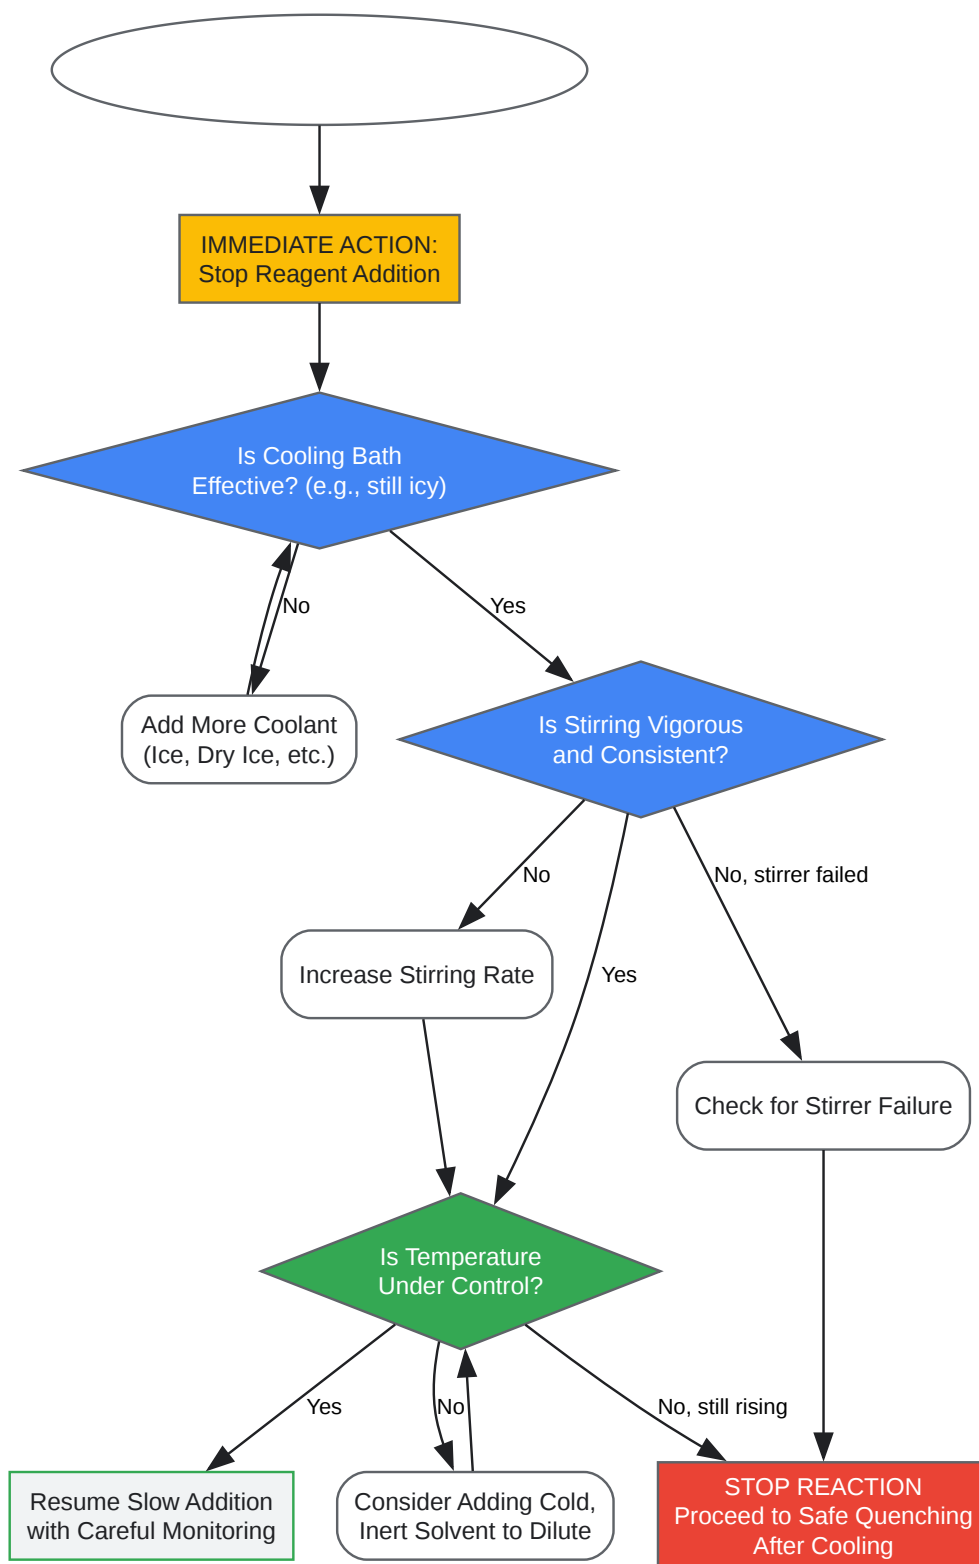 IMMEDIATE ACTION:
Stop Reagent Addition
Is Cooling Bath
Effective? (e.g., still icy)
No
Yes
Add More Coolant
(Ice, Dry Ice, etc.)
Is Stirring Vigorous
and Consistent?
No
No, stirrer failed
Increase Stirring Rate
Yes
Check for Stirrer Failure
Is Temperature
Under Control?
Yes
No
No, still rising
Resume Slow Addition
with Careful Monitoring
Consider Adding Cold,
Inert Solvent to Dilute
STOP REACTION
Proceed to Safe Quenching
After Cooling